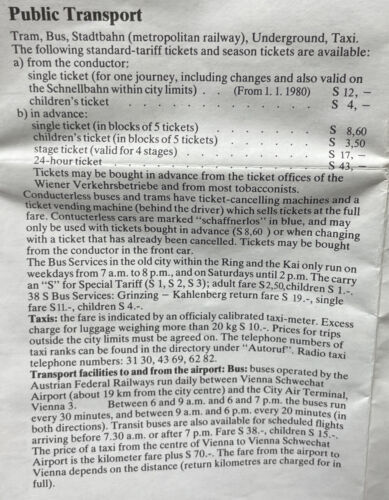 Public Transport
Tram, Bus, Stadtbahn (metropolitan railway), Underground, Taxi.
The following standard-tariff tickets and season tickets are available:
a) from the conductor:
single ticket (for one journey, including changes and also valid on
the Schnellbahn within city limits) . (From 1. 1. 1980) S 12, –
children's ticket . . . . . . . . . . S 4, –
b) in advance:
single ticket (in blocks of 5 tickets) . . . . . . S 8,60
children's ticket (in blocks of 5 tickets) . . . . . S 3,50
stage ticket (valid for 4 stages) . . . . . . . S 17, –
24-hour ticket . . . . . . . . . . . S 43, –
Tickets may be bought in advance from the ticket offices of the
Wiener Verkehrsbetriebe and from most tobacconists.
Conducterless buses and trams have ticket-cancelling machines and a
ticket vending machine (behind the driver) which sells tickets at the full
fare. Contucterless cars are marked "schaffnerlos" in blue, and may
only be used with tickets bought in advance (S 8,60 ) or when changing
with a ticket that has already been cancelled. Tickets may be bought
from the conductor in the front car.
The Bus Services in the old city within the Ring and the Kai only run on
weekdays from 7 a.m. to 8 p.m., and on Saturdays until 2 p.m. The carry
an "S" for Special Tariff (S 1, S 2, S 3); adult fare S2,50,children S 1.-.
38 S Bus Services: Grinzing – Kahlenberg return fare S 19.-, single
fare S11.-, children S 4.-.
Taxis: the fare is indicated by an officialy calibrated taxi-meter. Excess
charge for luggage weighing more than 20 kg S 10.-. Prices for trips
outside the city limits must be agreed on. The telephone numbers of
taxi ranks can be found in the directory under "Autoruf". Radio taxi
telephone numbers: 31 30, 43 69, 62 82.
Transport facilities to and from the airport: Bus: buses operated by the
Austrian Federal Railways run daily between Vienna Schwechat
Airport (about 19 km from the city centre) and the City Air Terminal,
Vienna 3. Between 6 and 9 a.m. and 6 and 7 p.m. the buses run
every 30 minutes, and between 9 a.m. and 6 p.m. every 20 minutes (in
both directions). Transit buses are also available for scheduled flights
arriving before 7.30 a.m. or after 7 p.m. Fare S 38.-, children S 15.-.
The price of a taxi from the centre of Vienna to Vienna Schwechat
Airport is the kilometer fare plus S 70.-. The fare from the airport to
Vienna depends on the distance (return kilometres are charged for in
full).